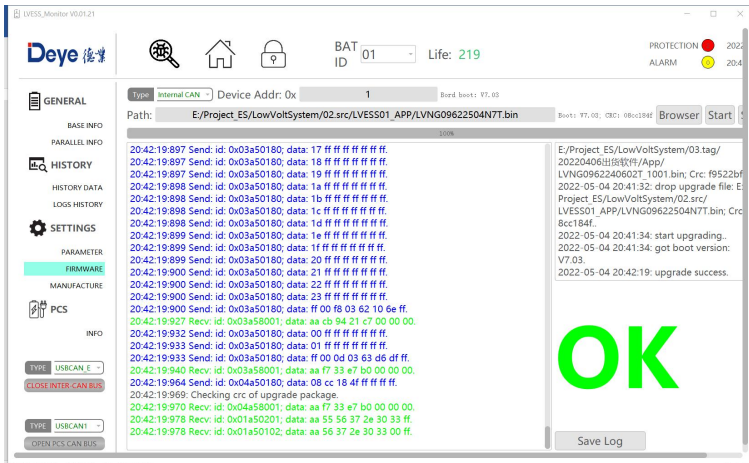 LVESS_Monitor V0.01.21
Deye 德業
BAT ID 01
Life: 219
PROTECTION
ALARM
2022
20:4
GENERAL
BASE INFO
PARALLEL INFO
HISTORY
HISTORY DATA
LOGS HISTORY
SETTINGS
PARAMETER
FIRMWARE
MANUFACTURE
PCS
INFO
TYPE USBCAN_E
CLOSE INTER-CAN BUS
TYPE USBCAN1
OPEN PCS CAN BUS
Type Internal CAN Device Addr: 0x 1 Bord boot: V7.03
Path: E:/Project_ES/LowVoltSystem/02.src/LVESS01_APP/LVNG09622504N7T.bin Boot: V7.03, CRC: 08cc184f Browser Start S
100%
20:42:19:897 Send: id: 0x03a50180; data: 17 ff ff ff ff ff ff ff.
20:42:19:897 Send: id: 0x03a50180; data: 18 ff ff ff ff ff ff ff.
20:42:19:897 Send: id: 0x03a50180; data: 19 ff ff ff ff ff ff ff.
20:42:19:898 Send: id: 0x03a50180; data: 1a ff ff ff ff ff ff ff.
20:42:19:898 Send: id: 0x03a50180; data: 1b ff ff ff ff ff ff ff.
20:42:19:898 Send: id: 0x03a50180; data: 1c ff ff ff ff ff ff ff.
20:42:19:898 Send: id: 0x03a50180; data: 1d ff ff ff ff ff ff ff.
20:42:19:899 Send: id: 0x03a50180; data: 1e ff ff ff ff ff ff ff.
20:42:19:899 Send: id: 0x03a50180; data: 1f ff ff ff ff ff ff ff.
20:42:19:899 Send: id: 0x03a50180; data: 20 ff ff ff ff ff ff ff.
20:42:19:900 Send: id: 0x03a50180; data: 21 ff ff ff ff ff ff ff.
20:42:19:900 Send: id: 0x03a50180; data: 22 ff ff ff ff ff ff ff.
20:42:19:900 Send: id: 0x03a50180; data: 23 ff ff ff ff ff ff ff.
20:42:19:900 Send: id: 0x03a50180; data: ff 00 f8 03 62 10 6e ff.
20:42:19:927 Recv: id: 0x03a58001; data: aa cb 94 21 c7 00 00 00.
20:42:19:932 Send: id: 0x03a50180; data: 00 ff ff ff ff ff ff ff.
20:42:19:933 Send: id: 0x03a50180; data: 01 ff ff ff ff ff ff ff.
20:42:19:933 Send: id: 0x03a50180; data: ff 00 0d 03 63 d6 df ff.
20:42:19:940 Recv: id: 0x03a58001; data: aa f7 33 e7 b0 00 00 00.
20:42:19:964 Send: id: 0x04a50180; data: 08 cc 18 4f ff ff ff ff.
20:42:19:969: Checking crc of upgrade package.
20:42:19:970 Recv: id: 0x04a58001; data: aa f7 33 e7 b0 00 00 00.
20:42:19:978 Recv: id: 0x01a50201; data: aa 55 56 37 2e 30 33 ff.
20:42:19:978 Recv: id: 0x01a50102; data: aa 56 37 2e 30 33 00 ff.
E:/Project_ES/LowVoltSystem/03.tag/
20220406出货软件/App/
LVNG0962240602T_1001.bin; Crc: f9522bf
2022-05-04 20:41:32: drop upgrade file: E:
Project_ES/LowVoltSystem/02.src/
LVESS01_APP/LVNG09622504N7T.bin; Crc
8cc184f..
2022-05-04 20:41:34: start upgrading..
2022-05-04 20:41:34: got boot version:
V7.03.
2022-05-04 20:42:19: upgrade success.
OK
Save Log